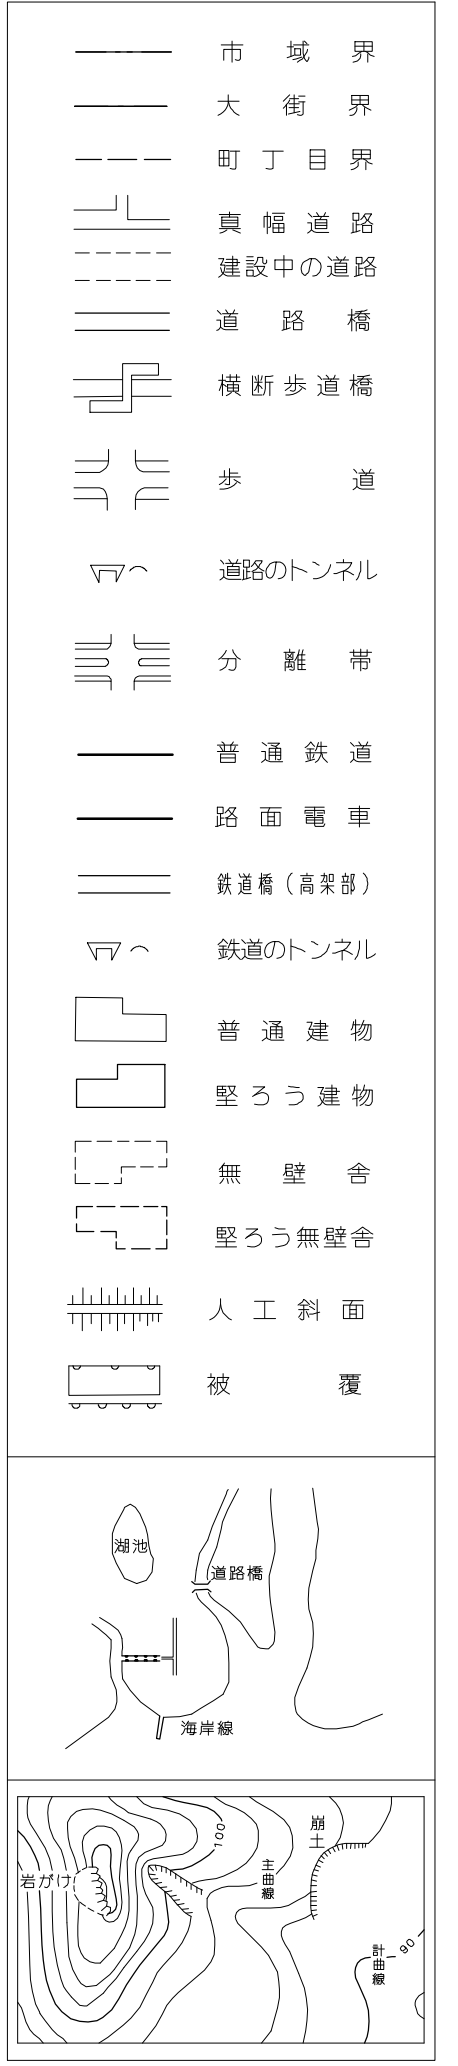 市域界
大街界
町丁目界
真幅道路
建設中の道路
道路橋
横断歩道橋
歩道
道路のトンネル
分離帯
普通鉄道
路面電車
鉄道橋(高架部)
鉄道のトンネル
普通建物
堅ろう建物
無壁舎
堅ろう無壁舎
人工斜面
被覆
湖池
道路橋
海岸線
100
崩土
岩がけ
主曲線
計曲線
90